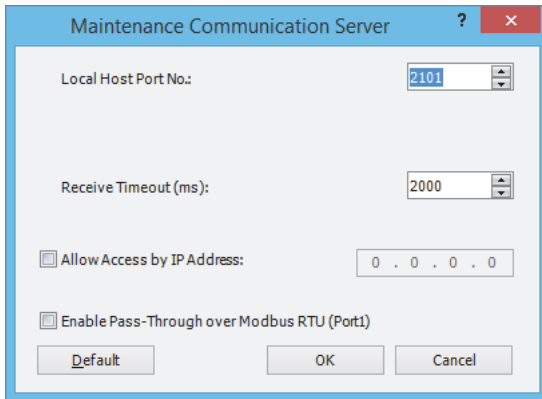 Maintenance Communication Server ? ×
Local Host Port No.: 2101
Receive Timeout (ms): 2000
Allow Access by IP Address: 0 . 0 . 0 . 0
Enable Pass-Through over Modbus RTU (Port1)
Default OK Cancel